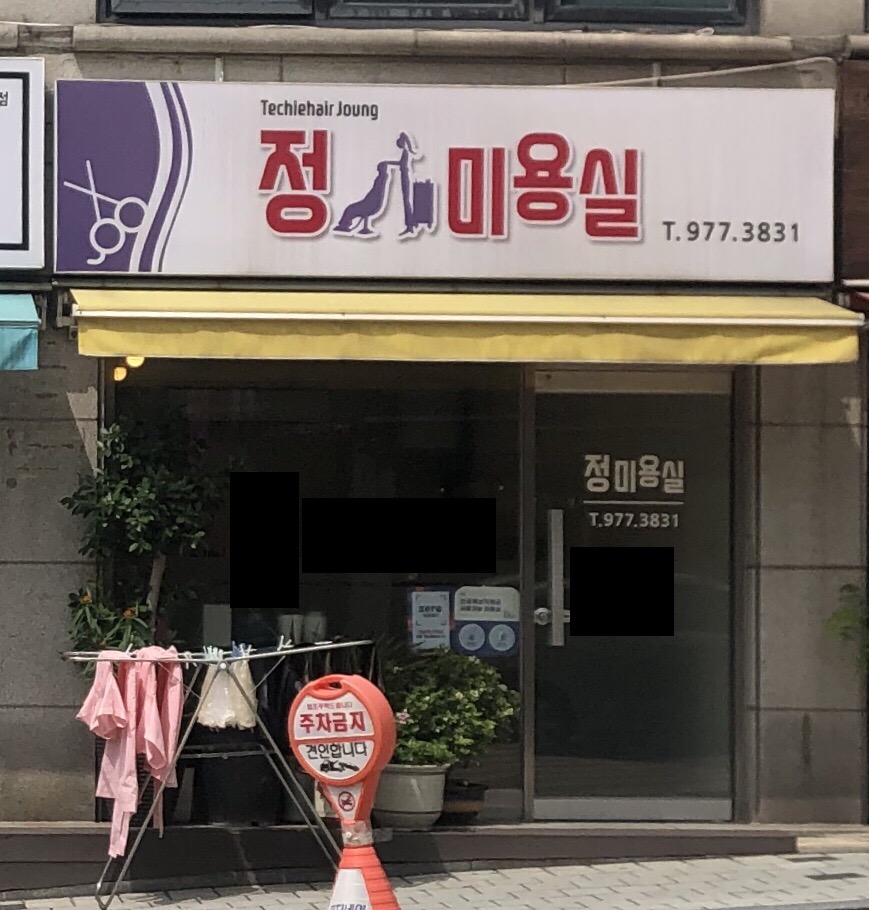 점
Techiehair Joung
정 미용실
T.977.3831
정미용실
T.977.3831
주차금지
견인합니다